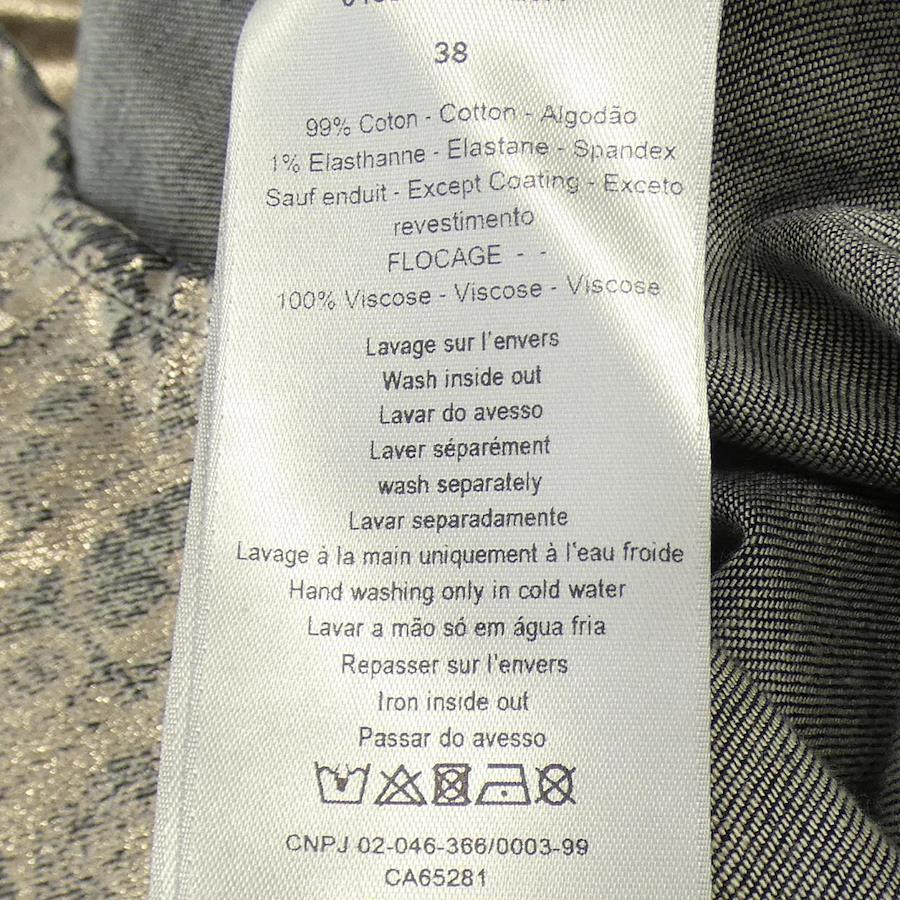 38
99% Coton - Cotton - Algodão
1% Elasthanne - Elastane - Spandex
Sauf enduit - Except Coating - Exceto
revestimento
FLOCAGE - -
100% Viscose - Viscose - Viscose
Lavage sur l'envers
Wash inside out
Lavar do avesso
Laver séparément
wash separately
Lavar separadamente
Lavage à la main uniquement à l'eau froide
Hand washing only in cold water
Lavar a mão só em água fria
Repasser sur l'envers
Iron inside out
Passar do avesso
CNPJ 02-046-366/0003-99
CA65281